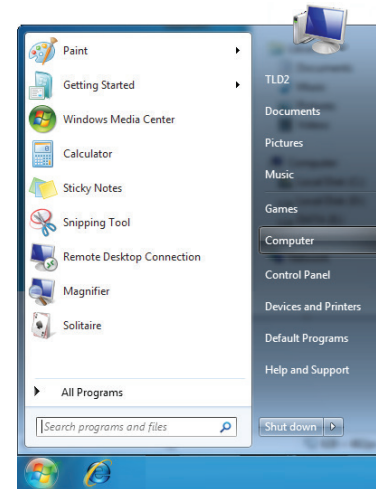 Paint
Getting Started
Windows Media Center
Calculator
Sticky Notes
Snipping Tool
Remote Desktop Connection
Magnifier
Solitaire
All Programs
Search programs and files
TLD2
Documents
Pictures
Music
Games
Computer
Control Panel
Devices and Printers
Default Programs
Help and Support
Shut down